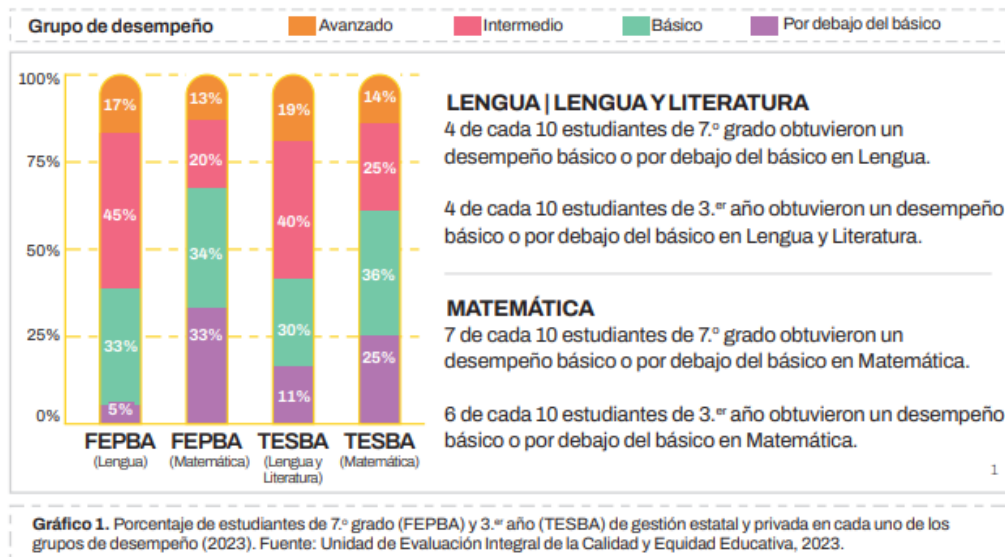 Grupo de desempeño Avanzado Intermedio Básico Por debajo del básico
100%
75%
50%
25%
0%
17%
45%
33%
5%
13%
20%
34%
33%
19%
40%
30%
11%
14%
25%
36%
25%
FEPBA FEPBA TESBA TESBA
(Lengua) (Matemática) (Lengua y (Matemática)
Literatura)
LENGUA | LENGUA Y LITERATURA
4 de cada 10 estudiantes de 7.º grado obtuvieron un
desempeño básico o por debajo del básico en Lengua.
4 de cada 10 estudiantes de 3.ᵉʳ año obtuvieron un desempeño
básico o por debajo del básico en Lengua y Literatura.
MATEMÁTICA
7 de cada 10 estudiantes de 7.º grado obtuvieron un
desempeño básico o por debajo del básico en Matemática.
6 de cada 10 estudiantes de 3.ᵉʳ año obtuvieron un desempeño
básico o por debajo del básico en Matemática.
1
Gráfico 1. Porcentaje de estudiantes de 7.º grado (FEPBA) y 3.ᵉʳ año (TESBA) de gestión estatal y privada en cada uno de los
grupos de desempeño (2023). Fuente: Unidad de Evaluación Integral de la Calidad y Equidad Educativa, 2023.